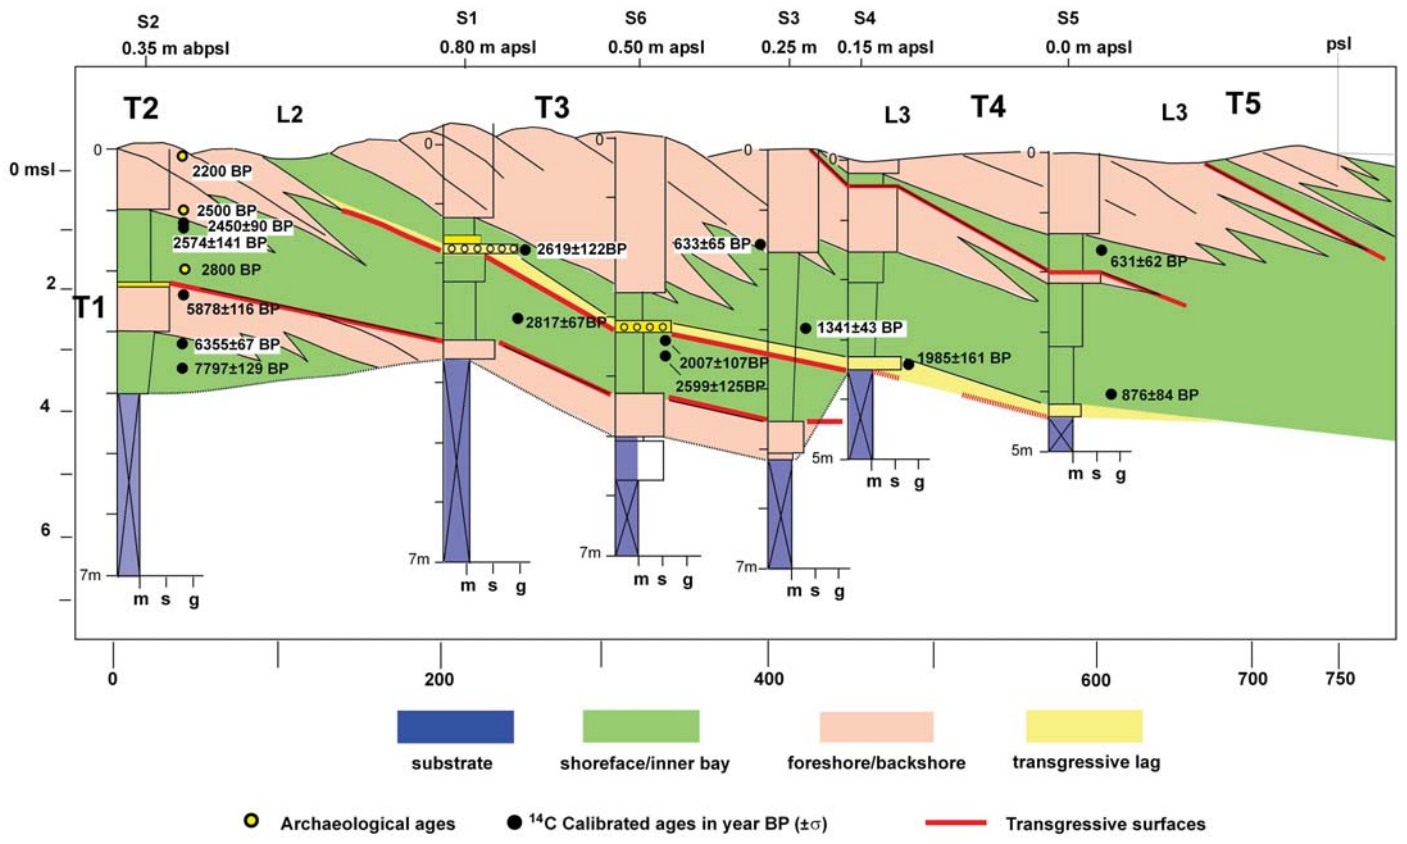 S2 S1 S6 S3 S4 S5
0.35 m abpsl 0.80 m apsl 0.50 m apsl 0.25 m 0.15 m apsl 0.0 m apsl psl
T2 L2 T3 L3 T4 L3 T5
0 0 0 0 0 0
0 msl
2200 BP
2500 BP
2450±90 BP
2574±141 BP
2619±122BP
633±65 BP
631±62 BP
2800 BP
2
T1
5878±116 BP
2817±67BP
1341±43 BP
6355±67 BP
2007±107BP
1985±161 BP
7797±129 BP
2599±125BP
876±84 BP
4
5m
5m
m s g
m s g
6
7m
7m
7m
7m
m s g
m s g
m s g
m s g
0 200 400 600 700 750
substrate shoreface/inner bay foreshore/backshore transgressive lag
Archaeological ages ¹⁴C Calibrated ages in year BP (±σ) Transgressive surfaces